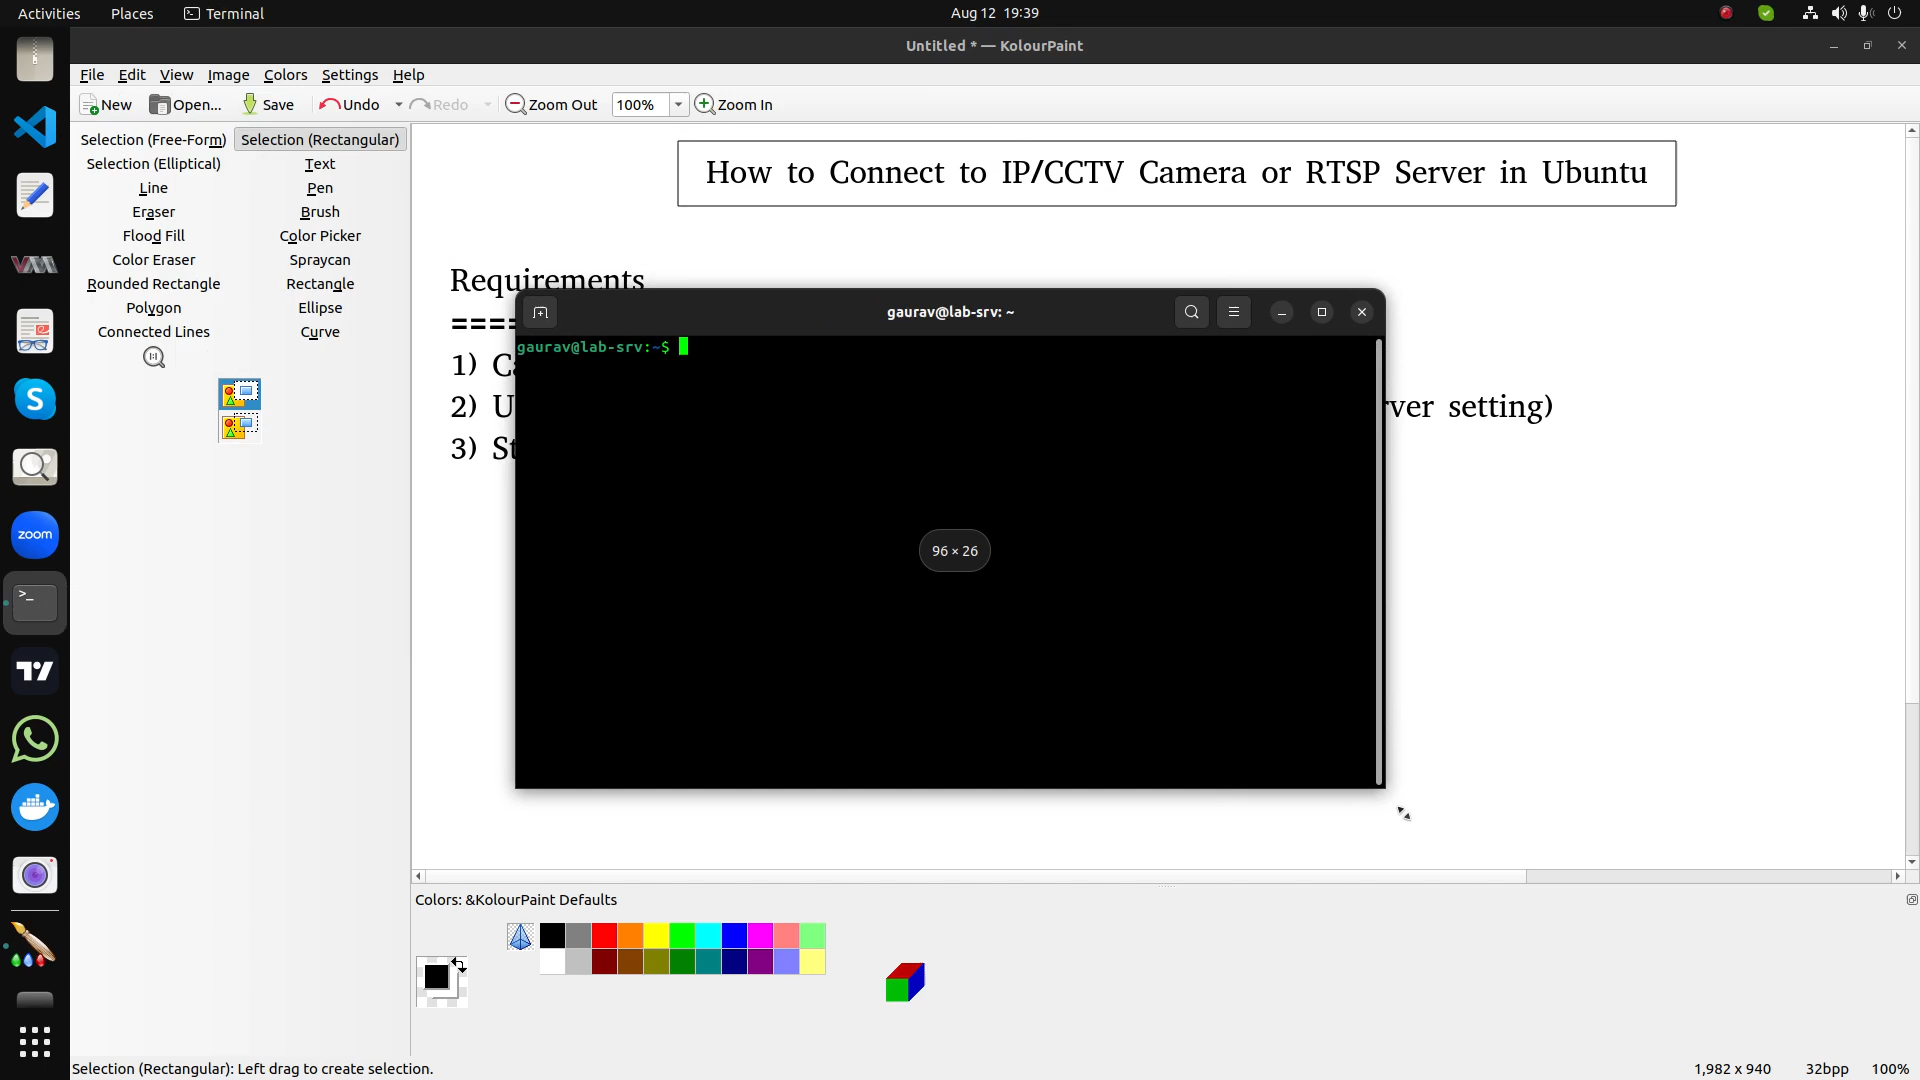 Activities Places Terminal Aug 12 19:39
Untitled * — KolourPaint
File Edit View Image Colors Settings Help
New Open... Save Undo Redo Zoom Out 100% Zoom In
Selection (Free-Form) Selection (Rectangular)
Selection (Elliptical) Text
Line Pen
Eraser Brush
Flood Fill Color Picker
Color Eraser Spraycan
Rounded Rectangle Rectangle
Polygon Ellipse
Connected Lines Curve
How to Connect to IP/CCTV Camera or RTSP Server in Ubuntu
Requirements
====
1)
2) setting)
3)
gaurav@lab-srv: ~
gaurav@lab-srv:~$
96 × 26
zoom
Colors: &KolourPaint Defaults
Selection (Rectangular): Left drag to create selection. 1,982 x 940 32bpp 100%